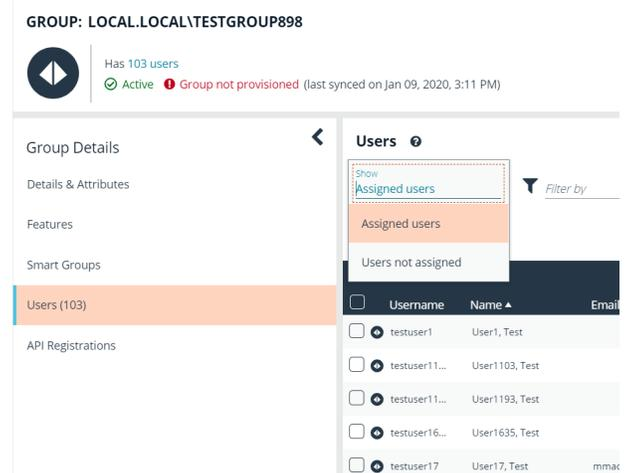 GROUP: LOCAL.LOCAL\TESTGROUP898
Has 103 users
Active Group not provisioned (last synced on Jan 09, 2020, 3:11 PM)
Group Details
Details & Attributes
Features
Smart Groups
Users (103)
API Registrations
Users
Show
Assigned users
Filter by
Assigned users
Users not assigned
Username Name Email
testuser1 User1, Test
testuser11... User1103, Test
testuser11... User1193, Test
testuser16... User1635, Test
testuser17 User17, Test mmac